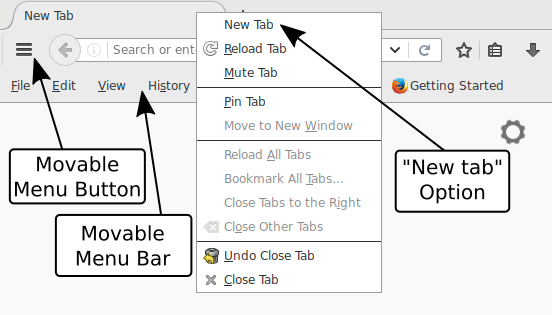 New Tab
Search or ente
File Edit View History
Getting Started
New Tab
Reload Tab
Mute Tab
Pin Tab
Move to New Window
Reload All Tabs
Bookmark All Tabs...
Close Tabs to the Right
Close Other Tabs
Undo Close Tab
Close Tab
Movable
Menu Button
Movable
Menu Bar
"New tab"
Option